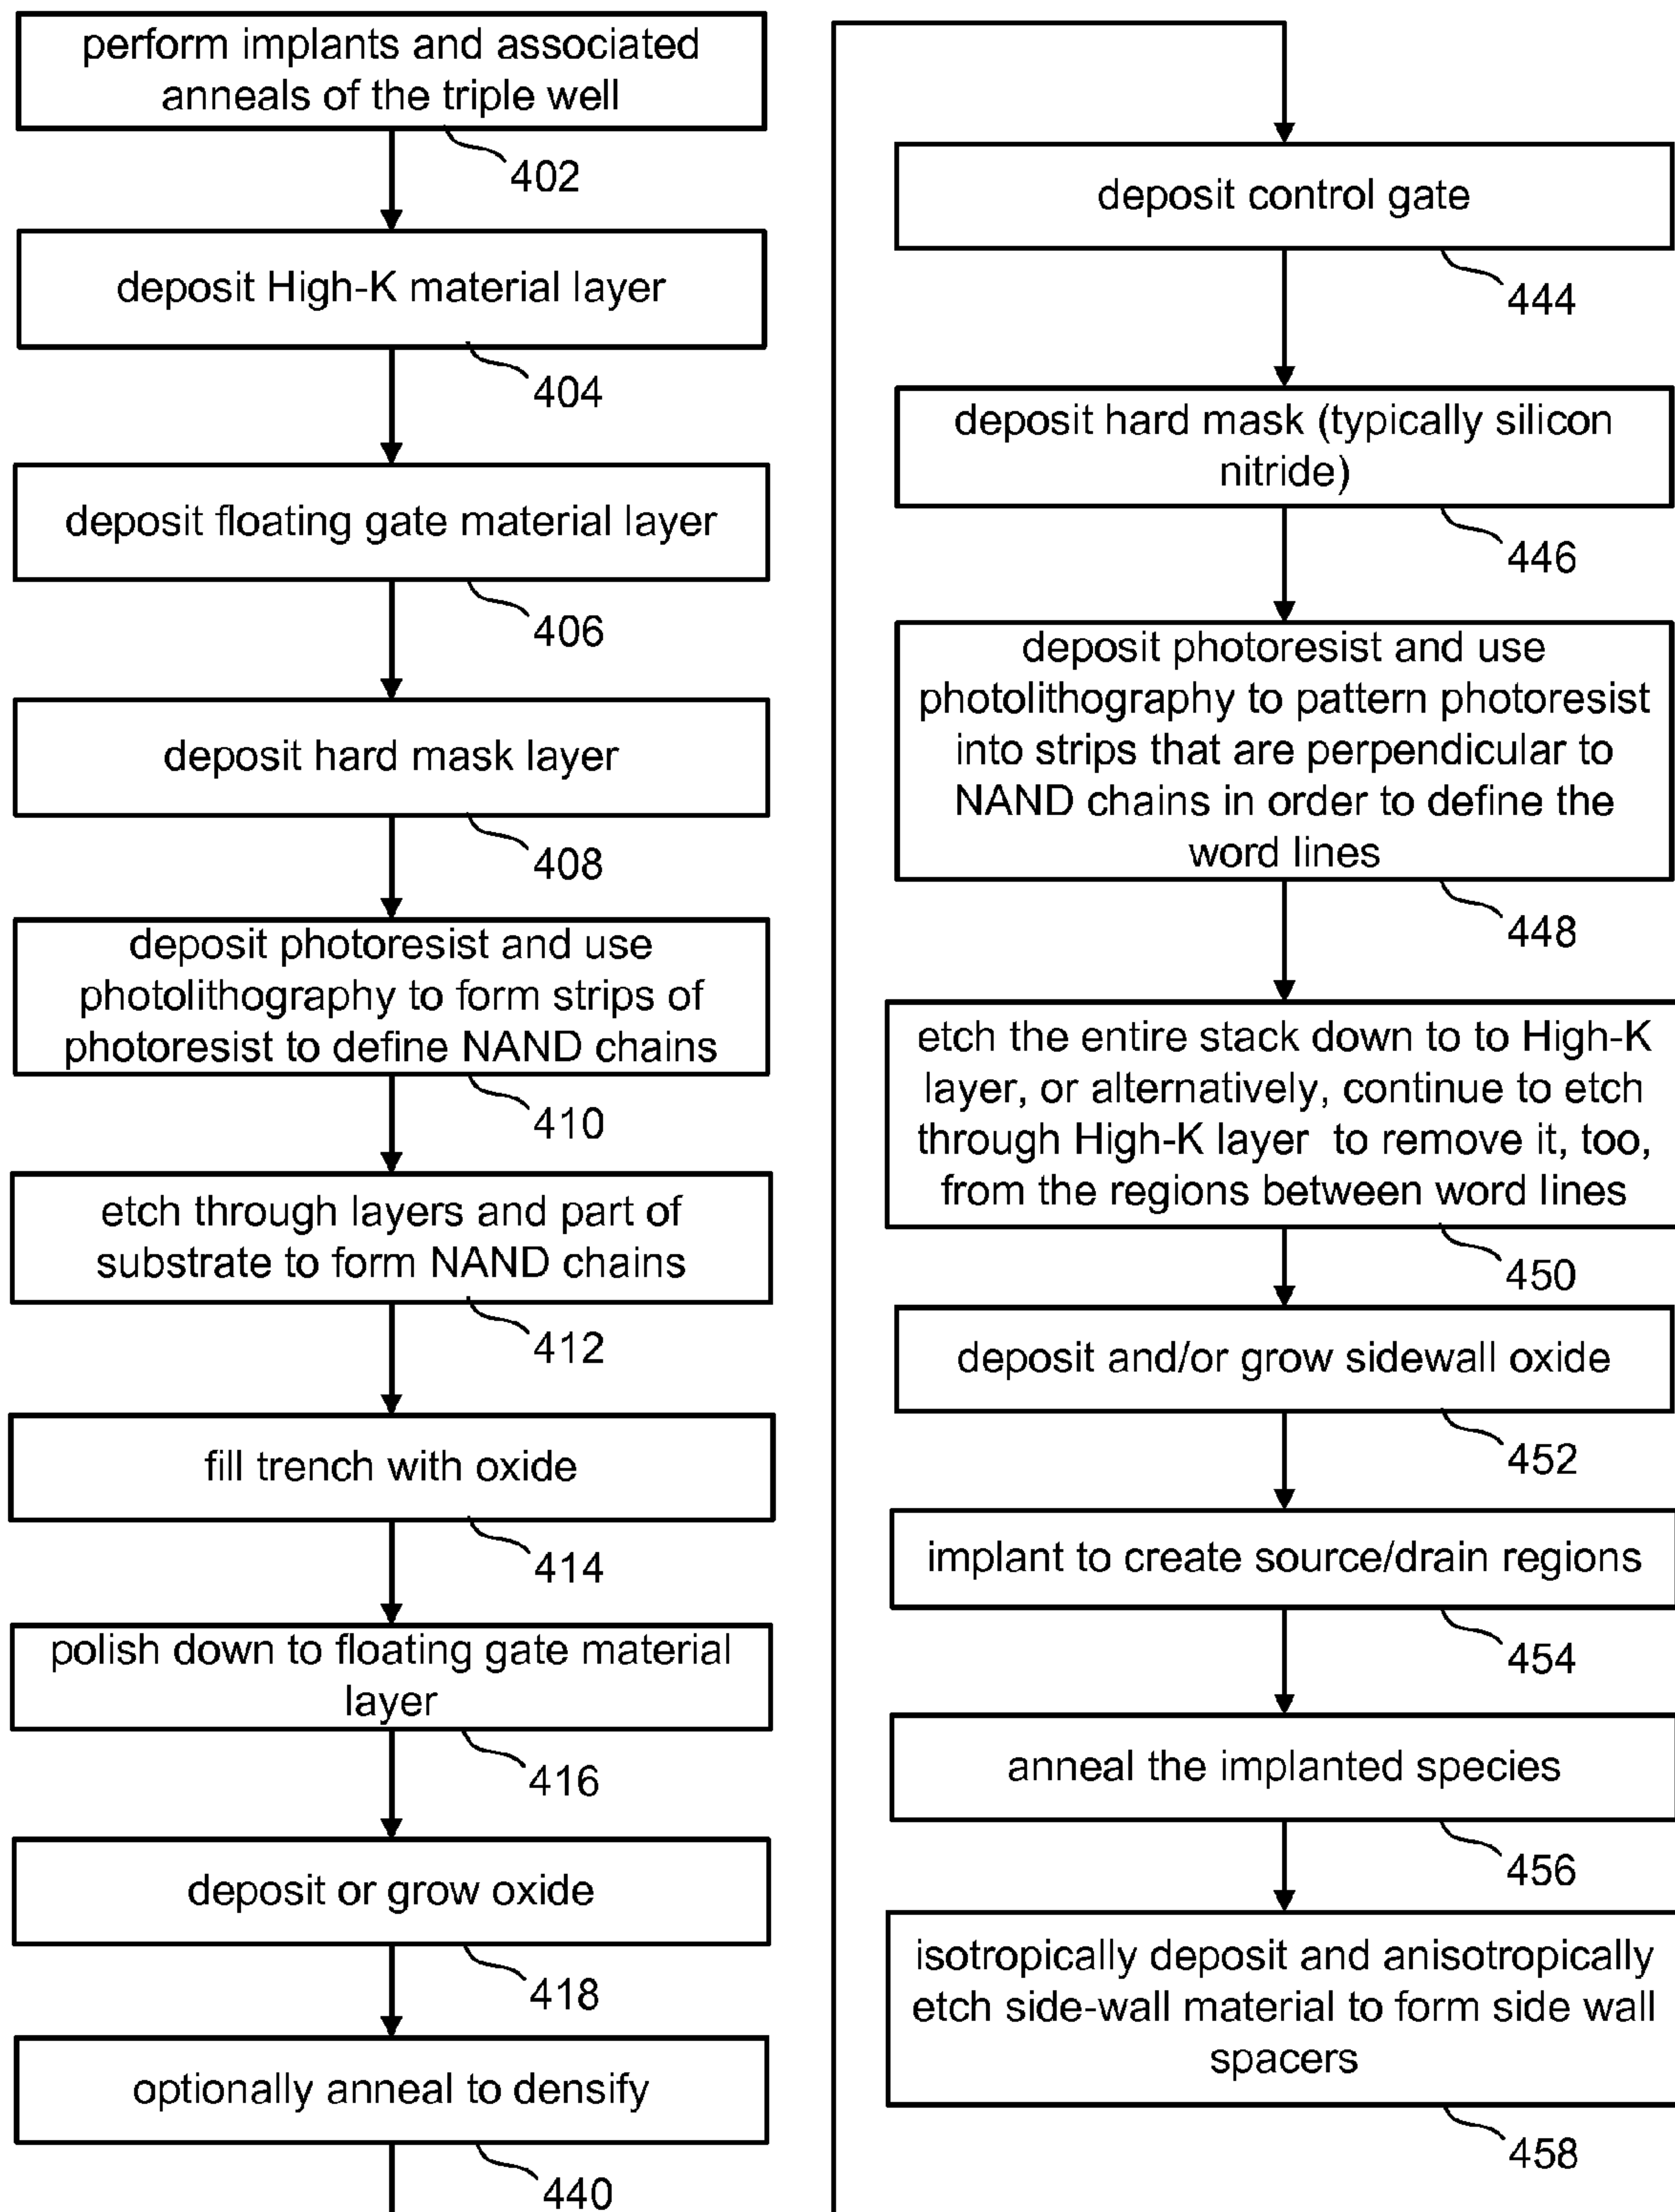 perform implants and associated
anneals of the triple well
402
deposit High-K material layer
404
deposit floating gate material layer
406
deposit hard mask layer
408
deposit photoresist and use
photolithography to form strips of
photoresist to define NAND chains
410
etch through layers and part of
substrate to form NAND chains
412
fill trench with oxide
414
polish down to floating gate material
layer
416
deposit or grow oxide
418
optionally anneal to densify
440
deposit control gate
444
deposit hard mask (typically silicon
nitride)
446
deposit photoresist and use
photolithography to pattern photoresist
into strips that are perpendicular to
NAND chains in order to define the
word lines
448
etch the entire stack down to to High-K
layer, or alternatively, continue to etch
through High-K layer to remove it, too,
from the regions between word lines
450
deposit and/or grow sidewall oxide
452
implant to create source/drain regions
454
anneal the implanted species
456
isotropically deposit and anisotropically
etch side-wall material to form side wall
spacers
458